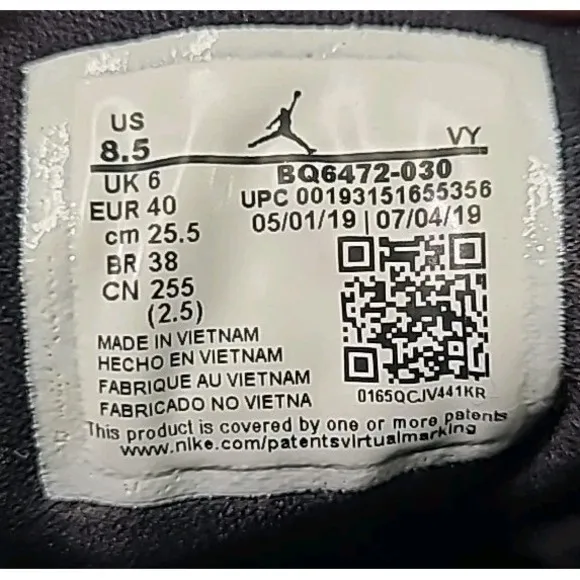 US
8.5
VY
UK 6
BQ6472-030
EUR 40
UPC 00193151655356
cm 25.5
05/01/19 | 07/04/19
BR 38
CN 255
(2.5)
MADE IN VIETNAM
HECHO EN VIETNAM
FABRIQUE AU VIETNAM
FABRICADO NO VIETNA
0165QCJV441KR
This product is covered by one or more patents
www.nike.com/patentsvirtualmarking